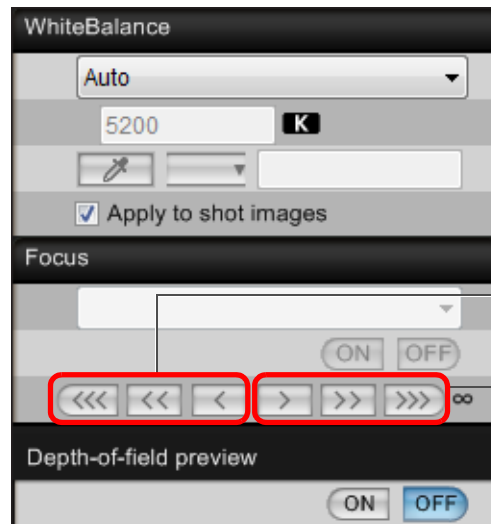 WhiteBalance
Auto
5200 K
Apply to shot images
Focus
ON OFF
<<< << < > >> >>> ∞
Depth-of-field preview
ON OFF